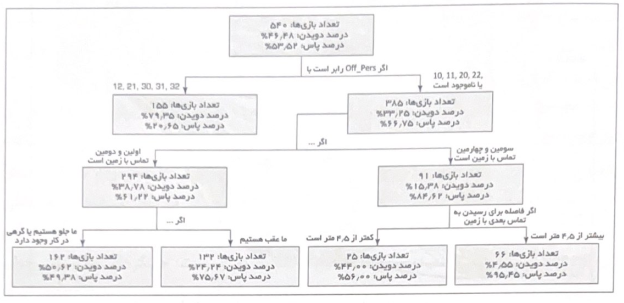 تعداد بازی‌ها: ۵۴۰
درصد دویدن: ۴۶٫۴۸%
درصد پاس: ۵۳٫۵۲%
اگر Off_Pers رابر است با
12, 21, 30, 31, 32
10, 11, 20, 22,
یا ناموجود است
تعداد بازی‌ها: ۱۵۵
درصد دویدن: ۷۹٫۳۵%
درصد پاس: ۲۰٫۶۵%
تعداد بازی‌ها: ۳۸۵
درصد دویدن: ۳۳٫۲۵%
درصد پاس: ۶۶٫۷۵%
اگر ...
اولین و دومین
تماس با زمین است
سومین و چهارمین
تماس با زمین است
تعداد بازی‌ها: ۲۹۴
درصد دویدن: ۳۸٫۷۸%
درصد پاس: ۶۱٫۲۲%
تعداد بازی‌ها: ۹۱
درصد دویدن: ۱۵٫۳۸%
درصد پاس: ۸۴٫۶۲%
اگر ...
اگر فاصله برای رسیدن به
تماس بعدی با زمین
ما جلو هستیم یا گرهی
در کار وجود دارد
ما عقب هستیم
کمتر از ۴٫۵ متر است
بیشتر از ۴٫۵ متر است
تعداد بازی‌ها: ۱۶۲
درصد دویدن: ۵۰٫۶۲%
درصد پاس: ۴۹٫۳۸%
تعداد بازی‌ها: ۱۳۲
درصد دویدن: ۲۴٫۲۴%
درصد پاس: ۷۵٫۶۷%
تعداد بازی‌ها: ۲۵
درصد دویدن: ۴۴٫۰۰%
درصد پاس: ۵۶٫۰۰%
تعداد بازی‌ها: ۶۶
درصد دویدن: ۴٫۵۵%
درصد پاس: ۹۵٫۴۵%